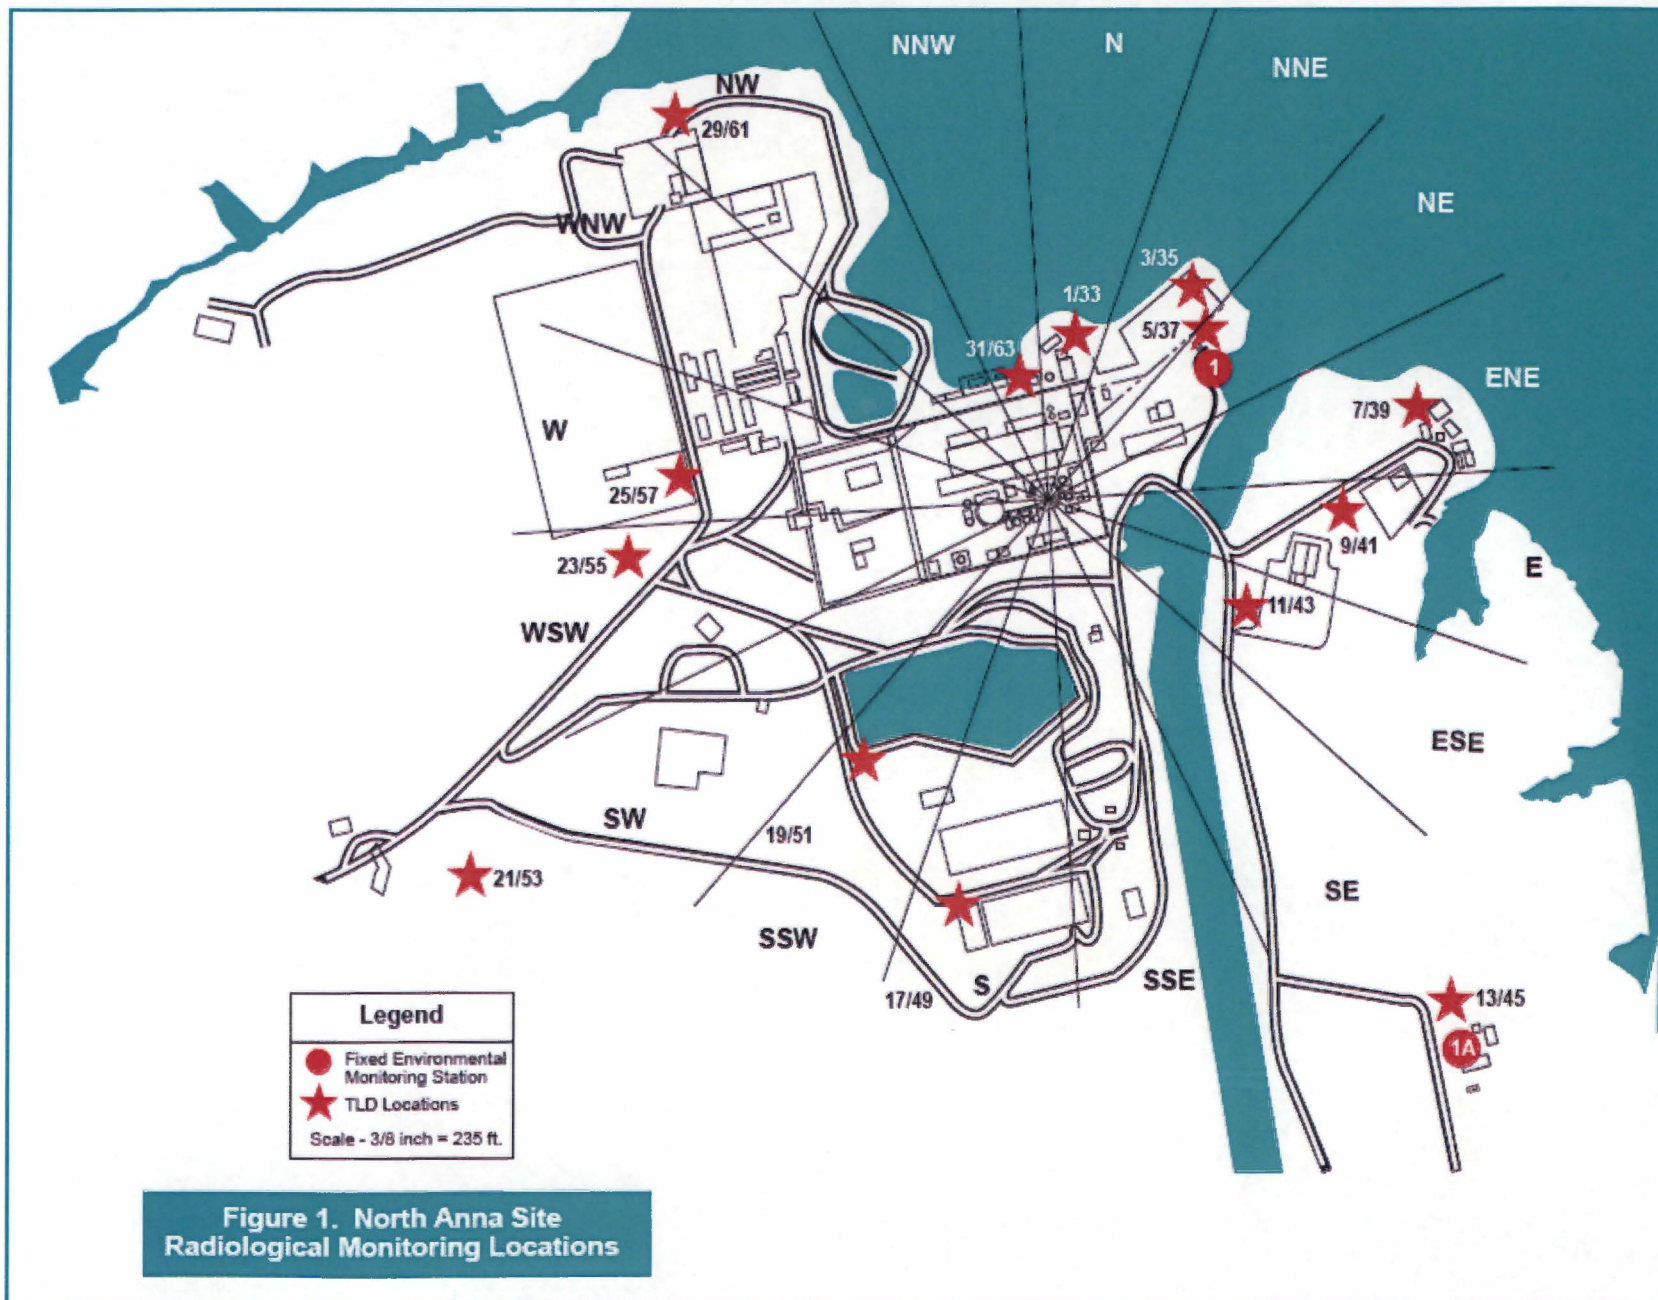 NNW
N
NNE
NW
29/61
NE
WNW
3/35
1/33
5/37
31/63
1
ENE
7/39
W
25/57
9/41
23/55
E
11/43
WSW
ESE
SW
19/51
21/53
SE
SSW
S
SSE
17/49
13/45
1A
Legend
Fixed Environmental
Monitoring Station
TLD Locations
Scale - 3/8 inch = 235 ft.
Figure 1. North Anna Site
Radiological Monitoring Locations